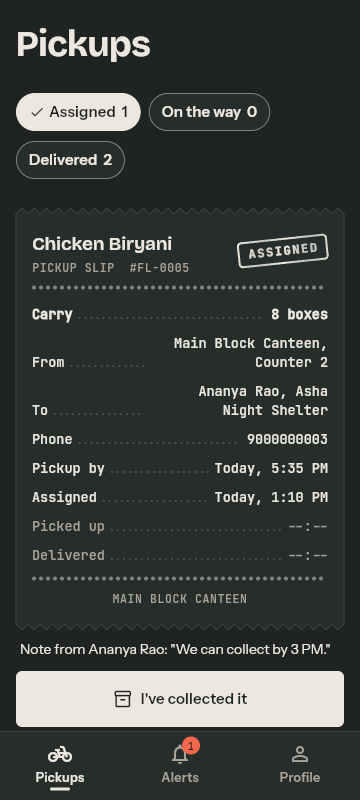 Pickups
Assigned 1
On the way 0
Delivered 2
Chicken Biryani
ASSIGNED
PICKUP SLIP #FL-0005
Carry 8 boxes
Main Block Canteen,
From Counter 2
Ananya Rao, Asha
To Night Shelter
Phone 9000000003
Pickup by Today, 5:35 PM
Assigned Today, 1:10 PM
Picked up --:--
Delivered --:--
MAIN BLOCK CANTEEN
Note from Ananya Rao: "We can collect by 3 PM."
I've collected it
1
Pickups Alerts Profile